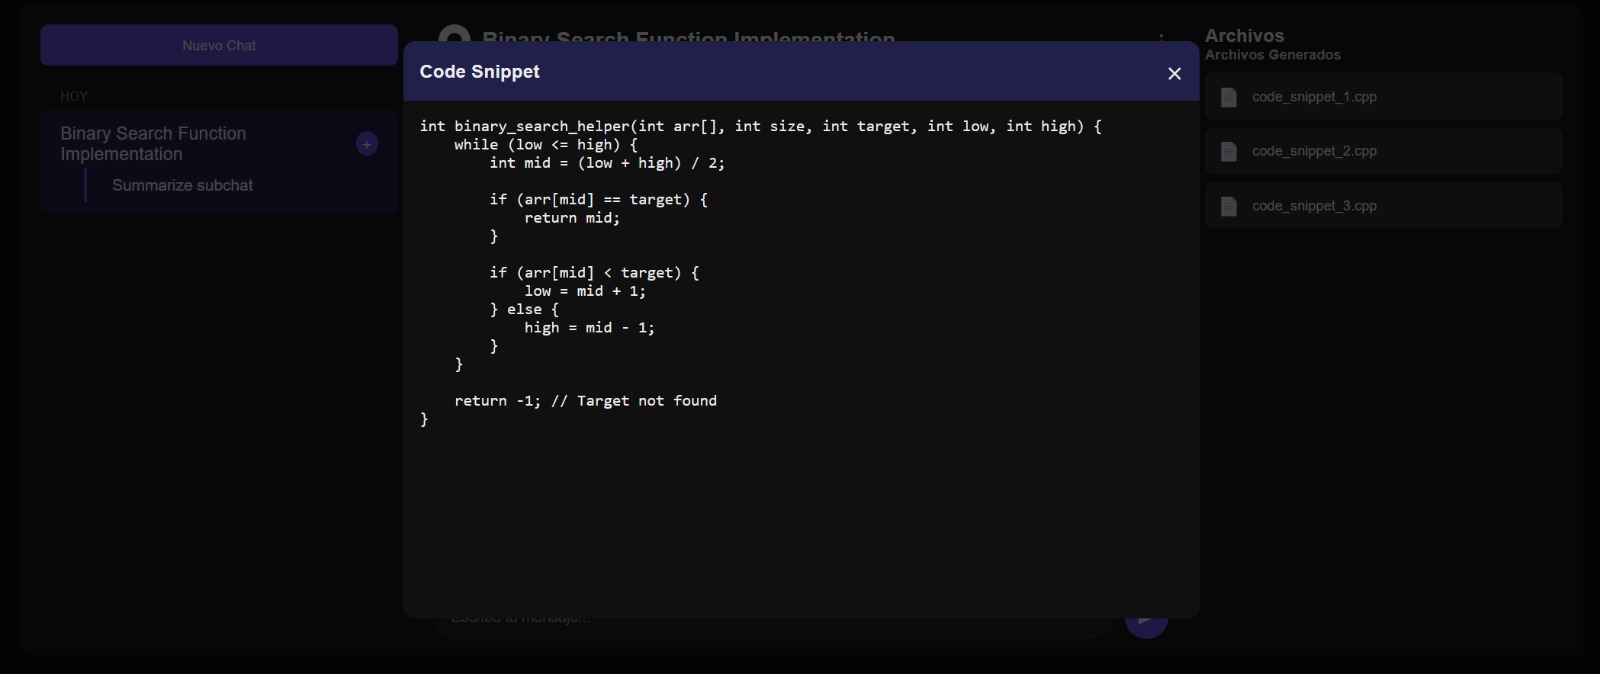 Nuevo Chat
HOY
Binary Search Function
Implementation
+
Summarize subchat
Binary Search Function Implementation
Code Snippet
int binary_search_helper(int arr[], int size, int target, int low, int high) {
    while (low <= high) {
        int mid = (low + high) / 2;
        if (arr[mid] == target) {
            return mid;
        }
        if (arr[mid] < target) {
            low = mid + 1;
        } else {
            high = mid - 1;
        }
    }
    return -1; // Target not found
}
Escribe tu mensaje...
Archivos
Archivos Generados
code_snippet_1.cpp
code_snippet_2.cpp
code_snippet_3.cpp